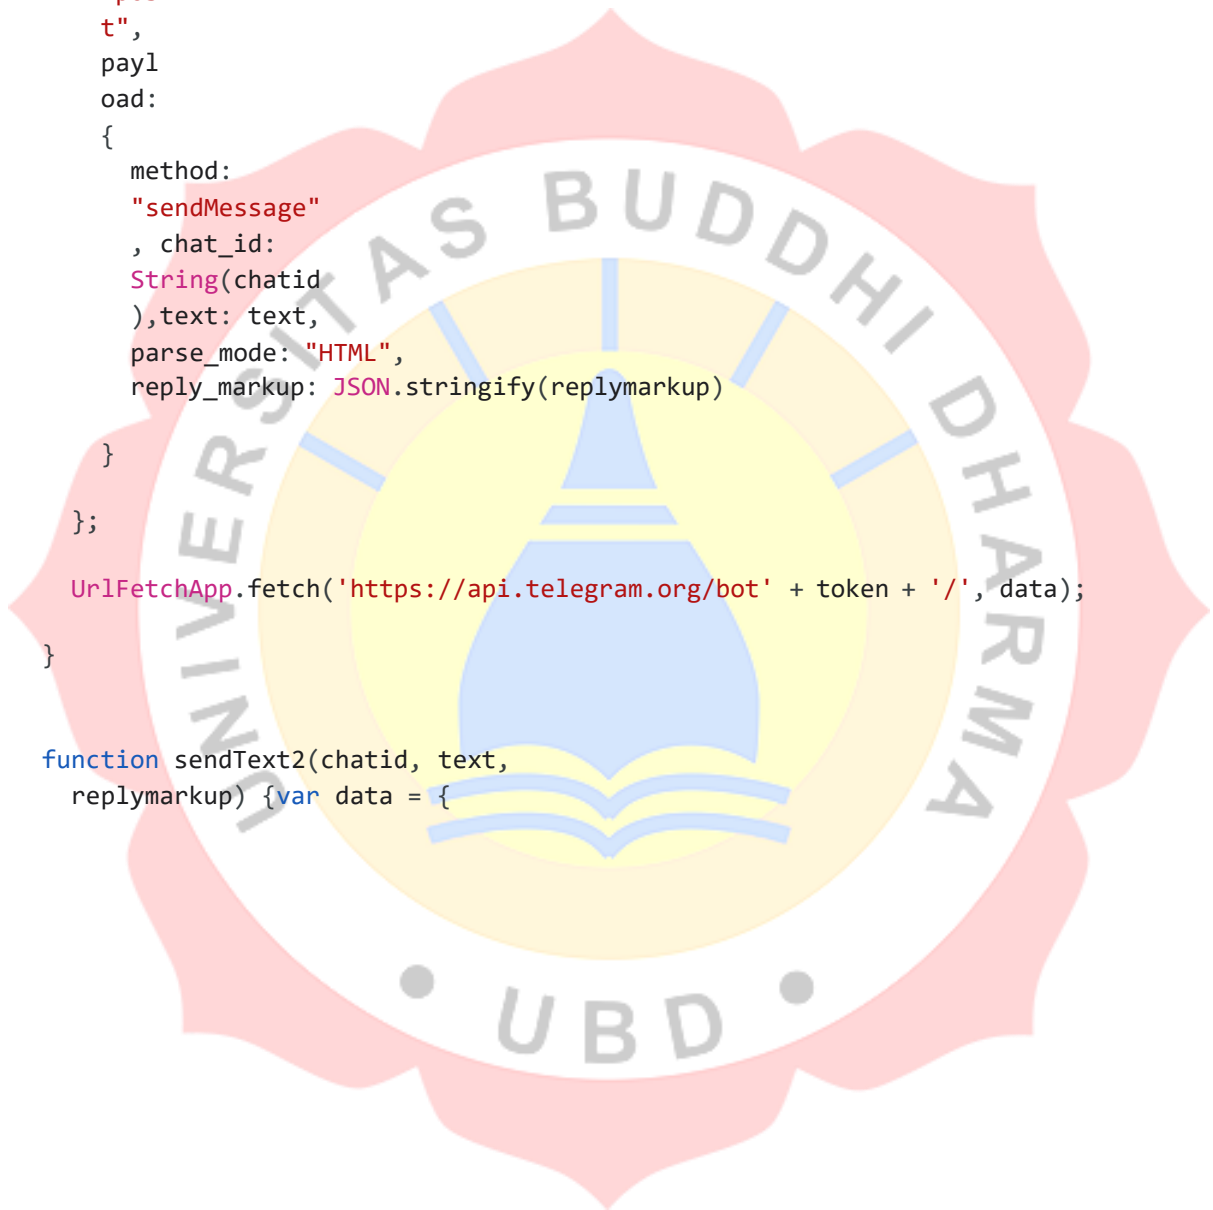 t",
payl
oad:
{
method:
"sendMessage"
, chat_id:
String(chatid
),text: text,
parse_mode: "HTML",
reply_markup: JSON.stringify(replymarkup)
}
};
UrlFetchApp.fetch('https://api.telegram.org/bot' + token + '/', data);
}
function sendText2(chatid, text,
replymarkup) {var data = {
UNIVERSITAS BUDDHI DHARMA
• UBD •